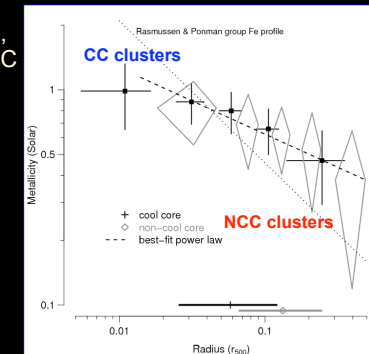 ,
C
Rasmussen & Ponman group Fe profile
CC clusters
1
0.5
0.1
Metallicity (Solar)
NCC clusters
cool core
non−cool core
best−fit power law
0.01
0.1
Radius (r500)